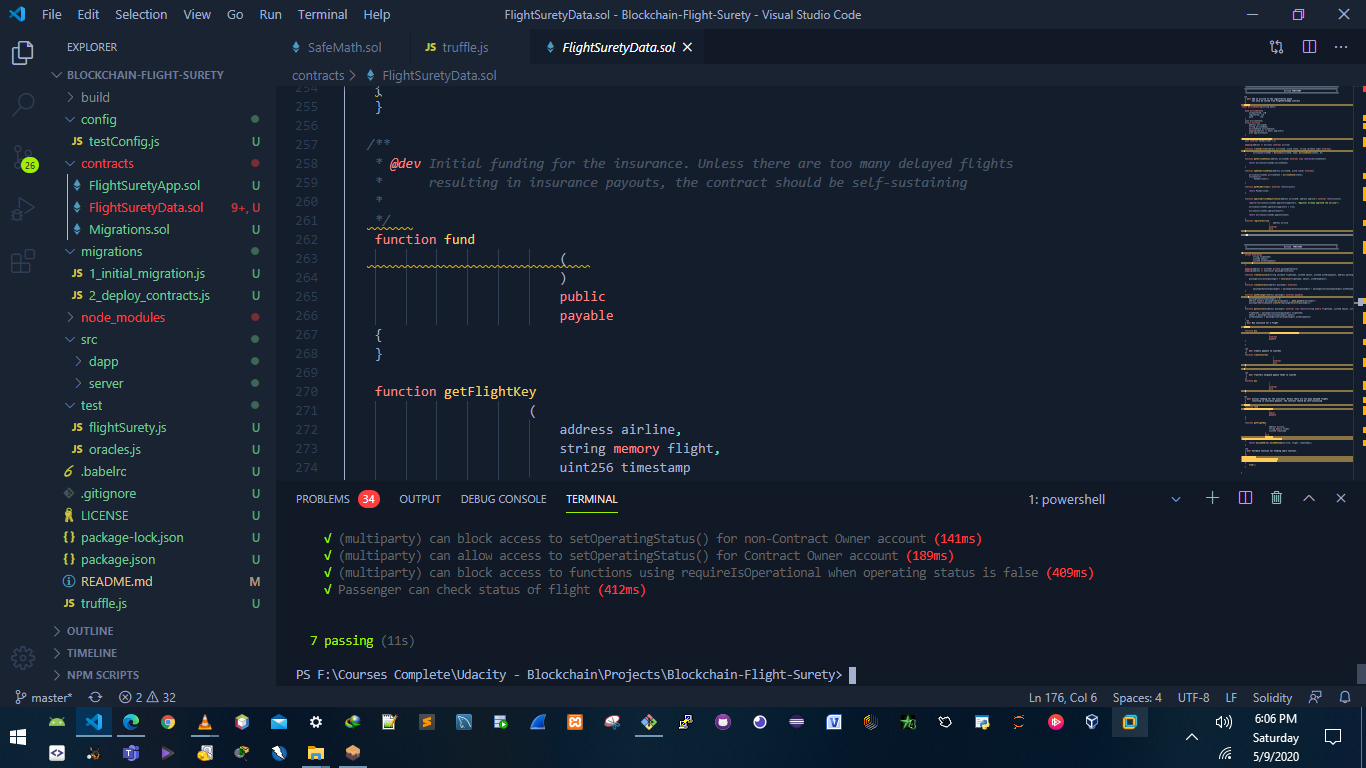 File Edit Selection View Go Run Terminal Help
FlightSuretyData.sol - Blockchain-Flight-Surety - Visual Studio Code
EXPLORER
BLOCKCHAIN-FLIGHT-SURETY
build
config
JS testConfig.js U
contracts
FlightSuretyApp.sol U
FlightSuretyData.sol 9+, U
Migrations.sol U
migrations
JS 1_initial_migration.js U
JS 2_deploy_contracts.js U
node_modules
src
dapp
server
test
JS flightSurety.js U
JS oracles.js U
.babelrc U
.gitignore U
LICENSE U
{} package-lock.json U
{} package.json U
README.md M
JS truffle.js U
OUTLINE
TIMELINE
NPM SCRIPTS
26
SafeMath.sol
JS truffle.js
FlightSuretyData.sol
contracts > FlightSuretyData.sol
254 }
255 }
256
257 /**
258 * @dev Initial funding for the insurance. Unless there are too many delayed flights
259 * resulting in insurance payouts, the contract should be self-sustaining
260 *
261 */
262 function fund
263 (
264 )
265 public
266 payable
267 {
268 }
269
270 function getFlightKey
271 (
272 address airline,
273 string memory flight,
274 uint256 timestamp
PROBLEMS 34 OUTPUT DEBUG CONSOLE TERMINAL
1: powershell
√ (multiparty) can block access to setOperatingStatus() for non-Contract Owner account (141ms)
√ (multiparty) can allow access to setOperatingStatus() for Contract Owner account (189ms)
√ (multiparty) can block access to functions using requireIsOperational when operating status is false (409ms)
√ Passenger can check status of flight (412ms)
7 passing (11s)
PS F:\Courses Complete\Udacity - Blockchain\Projects\Blockchain-Flight-Surety>
master* 2 32
Ln 176, Col 6 Spaces: 4 UTF-8 LF Solidity
6:06 PM
Saturday
5/9/2020